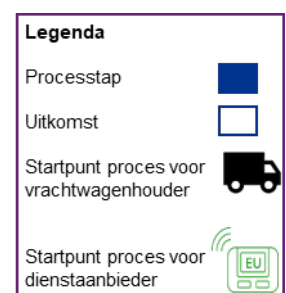 Legenda
Processtap
Uitkomst
Startpunt proces voor
vrachtwagenhouder
Startpunt proces voor
dienstaanbieder
EU